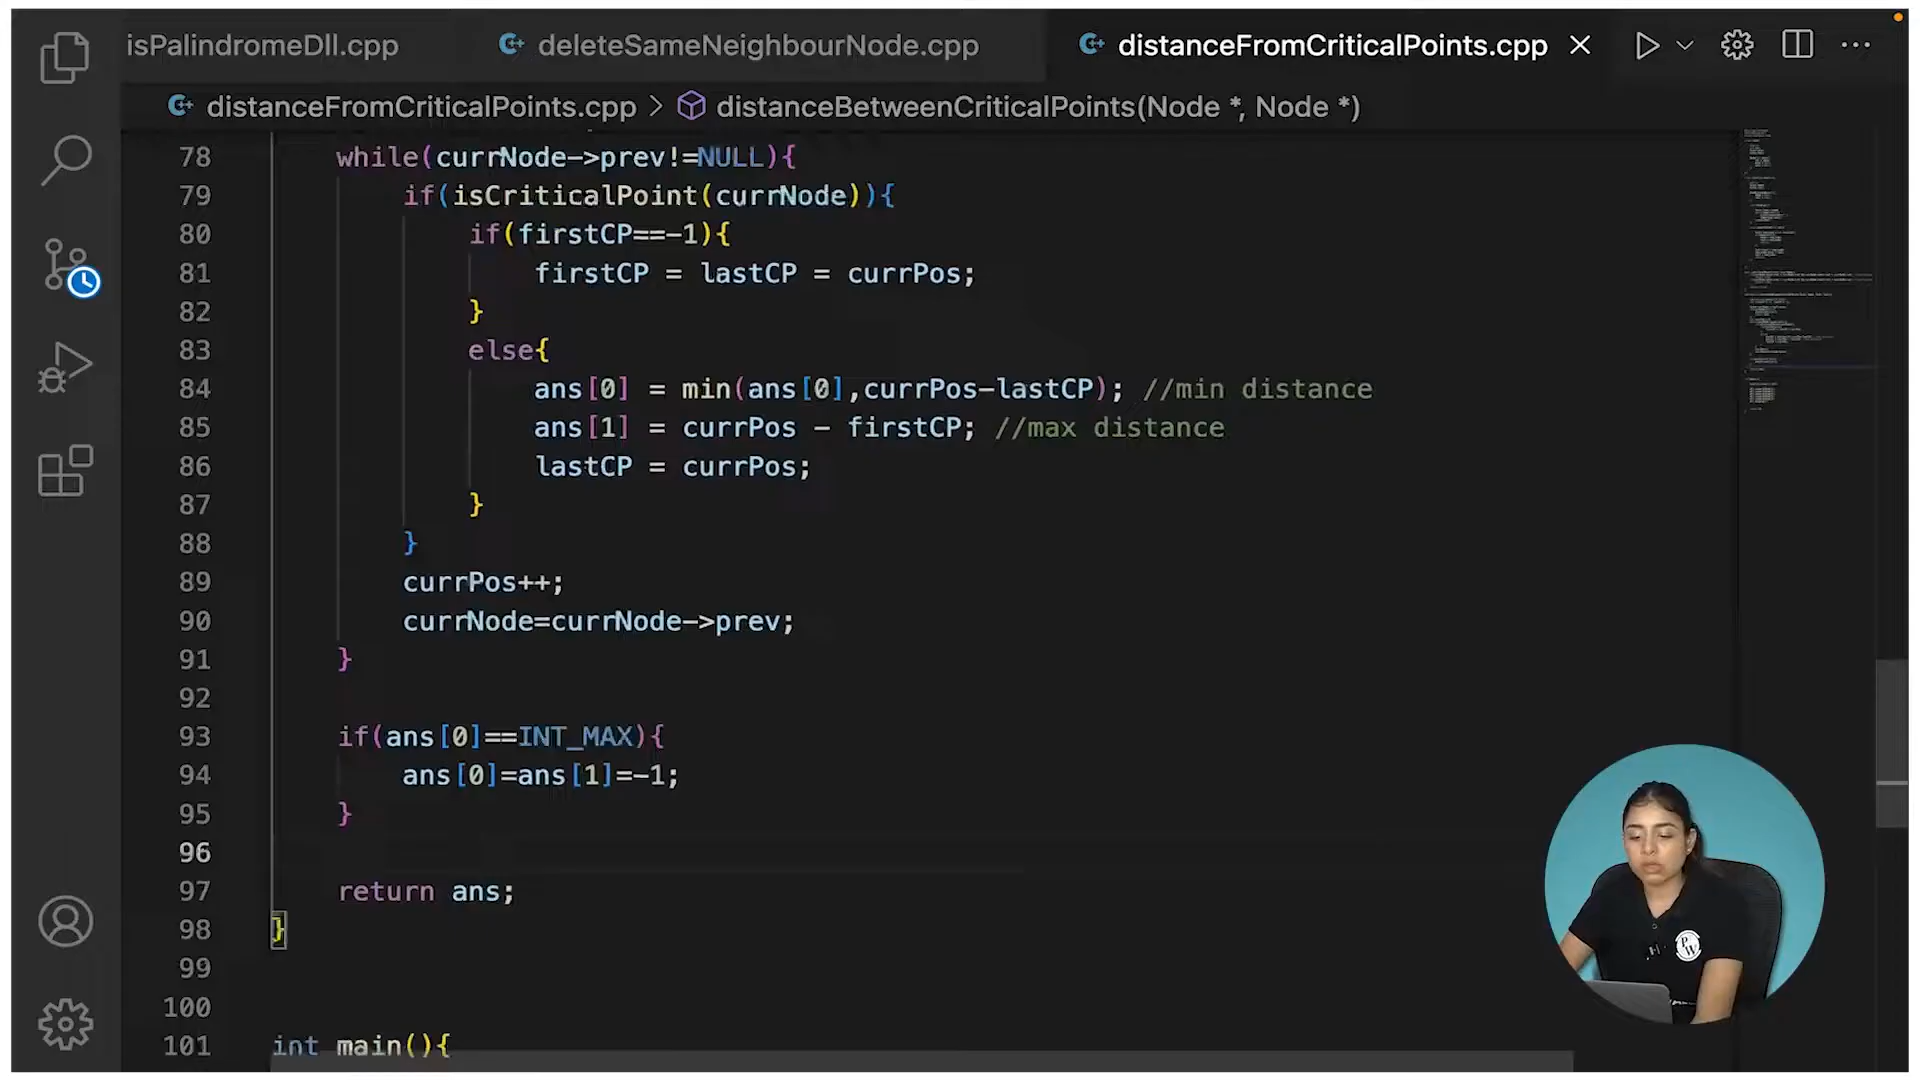 isPalindromeDll.cpp deleteSameNeighbourNode.cpp distanceFromCriticalPoints.cpp
distanceFromCriticalPoints.cpp > distanceBetweenCriticalPoints(Node *, Node *)
78 while(currNode->prev!=NULL){
79 if(isCriticalPoint(currNode)){
80 if(firstCP==-1){
81 firstCP = lastCP = currPos;
82 }
83 else{
84 ans[0] = min(ans[0],currPos-lastCP); //min distance
85 ans[1] = currPos - firstCP; //max distance
86 lastCP = currPos;
87 }
88 }
89 currPos++;
90 currNode=currNode->prev;
91 }
92
93 if(ans[0]==INT_MAX){
94 ans[0]=ans[1]=-1;
95 }
96
97 return ans;
98 }
99
100
101 int main(){
PW